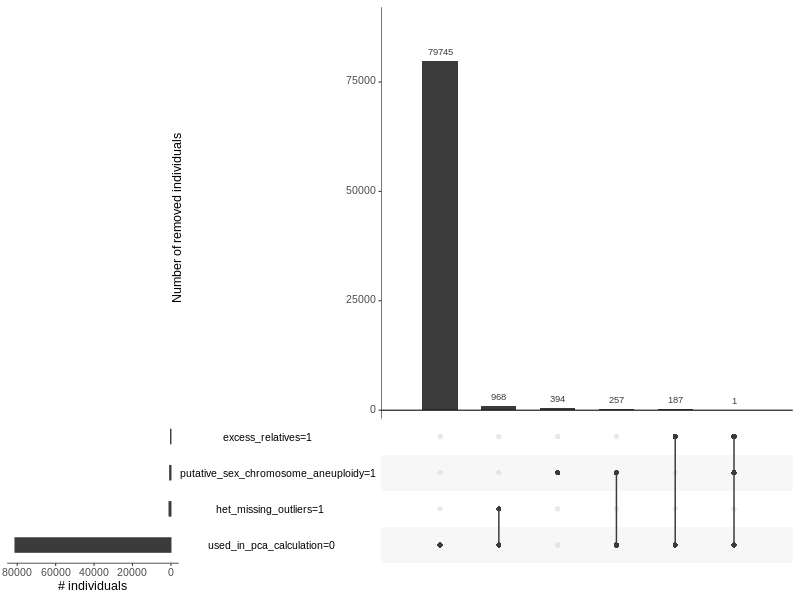 79745
75000
50000
25000
0
968
394
257
187
1
Number of removed individuals
excess_relatives=1
putative_sex_chromosome_aneuploidy=1
het_missing_outliers=1
used_in_pca_calculation=0
80000 60000 40000 20000 0
# individuals